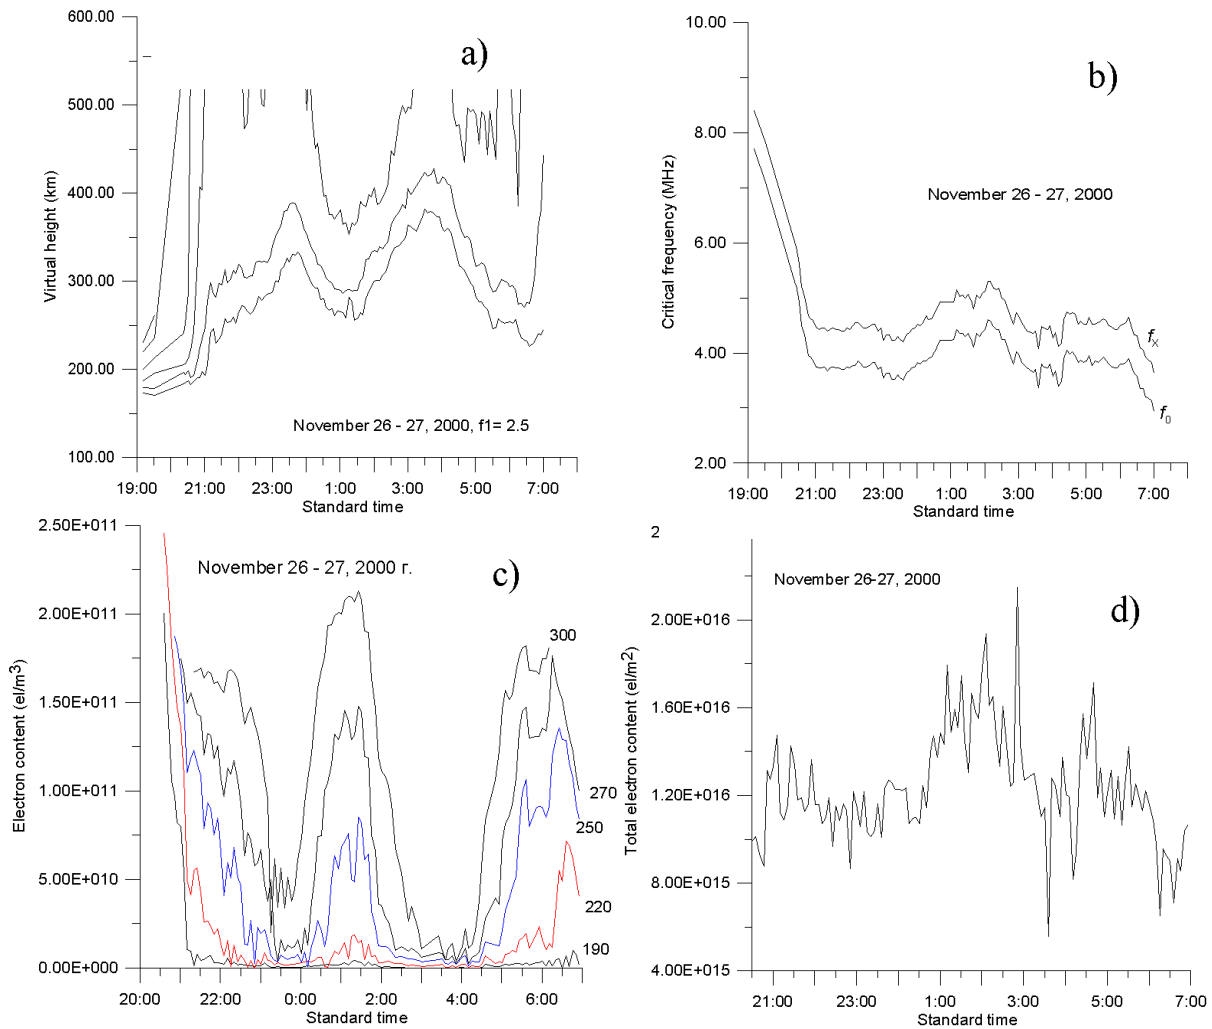 a)
600.00
500.00
400.00
300.00
200.00
100.00
Virtual height (km)
November 26 - 27, 2000, f1= 2.5
19:00 21:00 23:00 1:00 3:00 5:00 7:00
Standard time
b)
10.00
8.00
6.00
4.00
2.00
Critical frequency (MHz)
November 26 - 27, 2000
fx
f0
19:00 21:00 23:00 1:00 3:00 5:00 7:00
Standard time
c)
2.50E+011
2.00E+011
1.50E+011
1.00E+011
5.00E+010
0.00E+000
Electron content (el/m3)
November 26 - 27, 2000 г.
300
270
250
220
190
20:00 22:00 0:00 2:00 4:00 6:00
Standard time
d)
2
2.00E+016
1.60E+016
1.20E+016
8.00E+015
4.00E+015
Total electron content (el/m2)
November 26-27, 2000
21:00 23:00 1:00 3:00 5:00 7:00
Standard time